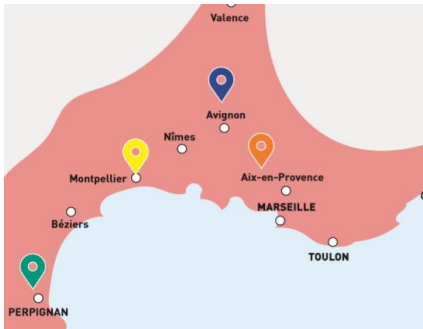 Valence
Avignon
Nîmes
Montpellier
Aix-en-Provence
MARSEILLE
Béziers
TOULON
PERPIGNAN